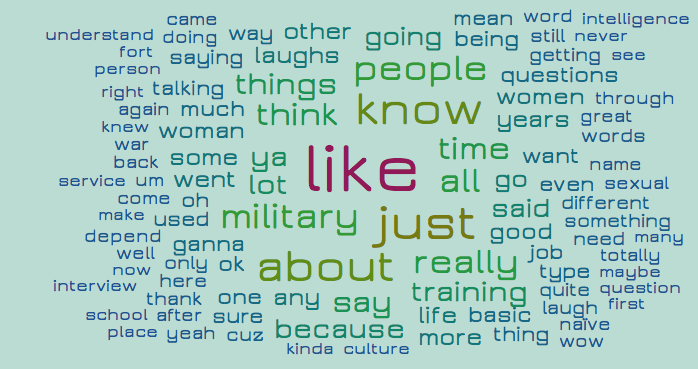 came mean word intelligence
understand doing way other going being still never
fort saying laughs getting see
person things people questions
right talking women through
again much think know years great
knew woman words
war time want name
back some ya like
service um went lot all go even sexual
come oh said different
make used military just good something
depend ganna need many
well about really job totally
now only ok type maybe
interview here training quite question
thank one any say life basic laugh first
school after sure naïve
place yeah cuz because more thing wow
kinda culture